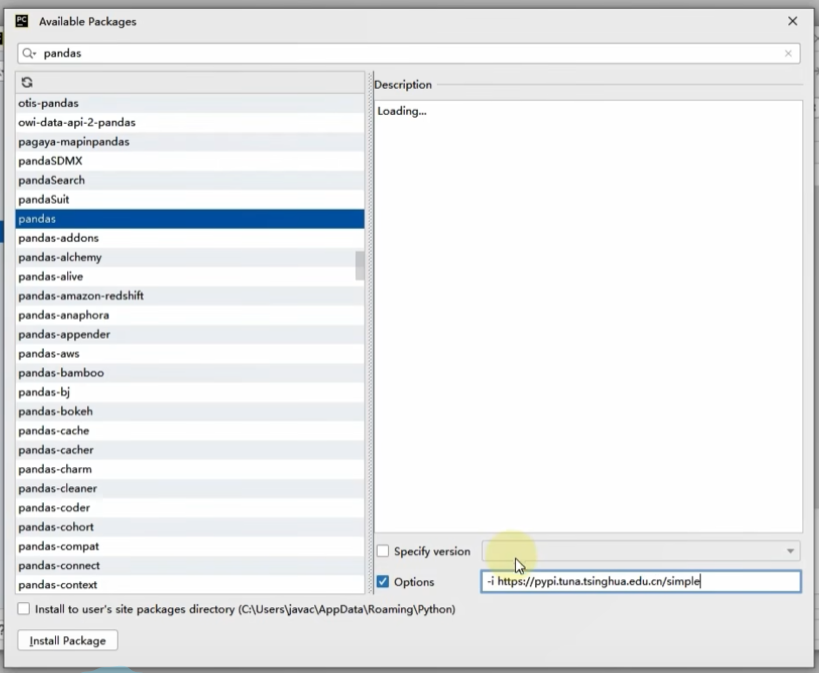 PC
Available Packages
pandas
otis-pandas
owi-data-api-2-pandas
pagaya-mapinpandas
pandaSDMX
pandaSearch
pandaSuit
pandas
pandas-addons
pandas-alchemy
pandas-alive
pandas-amazon-redshift
pandas-anaphora
pandas-appender
pandas-aws
pandas-bamboo
pandas-bj
pandas-bokeh
pandas-cache
pandas-cacher
pandas-charm
pandas-cleaner
pandas-coder
pandas-cohort
pandas-compat
pandas-connect
pandas-context
Description
Loading...
Specify version
Options
-i https://pypi.tuna.tsinghua.edu.cn/simple
Install to user's site packages directory (C:\Users\javac\AppData\Roaming\Python)
Install Package